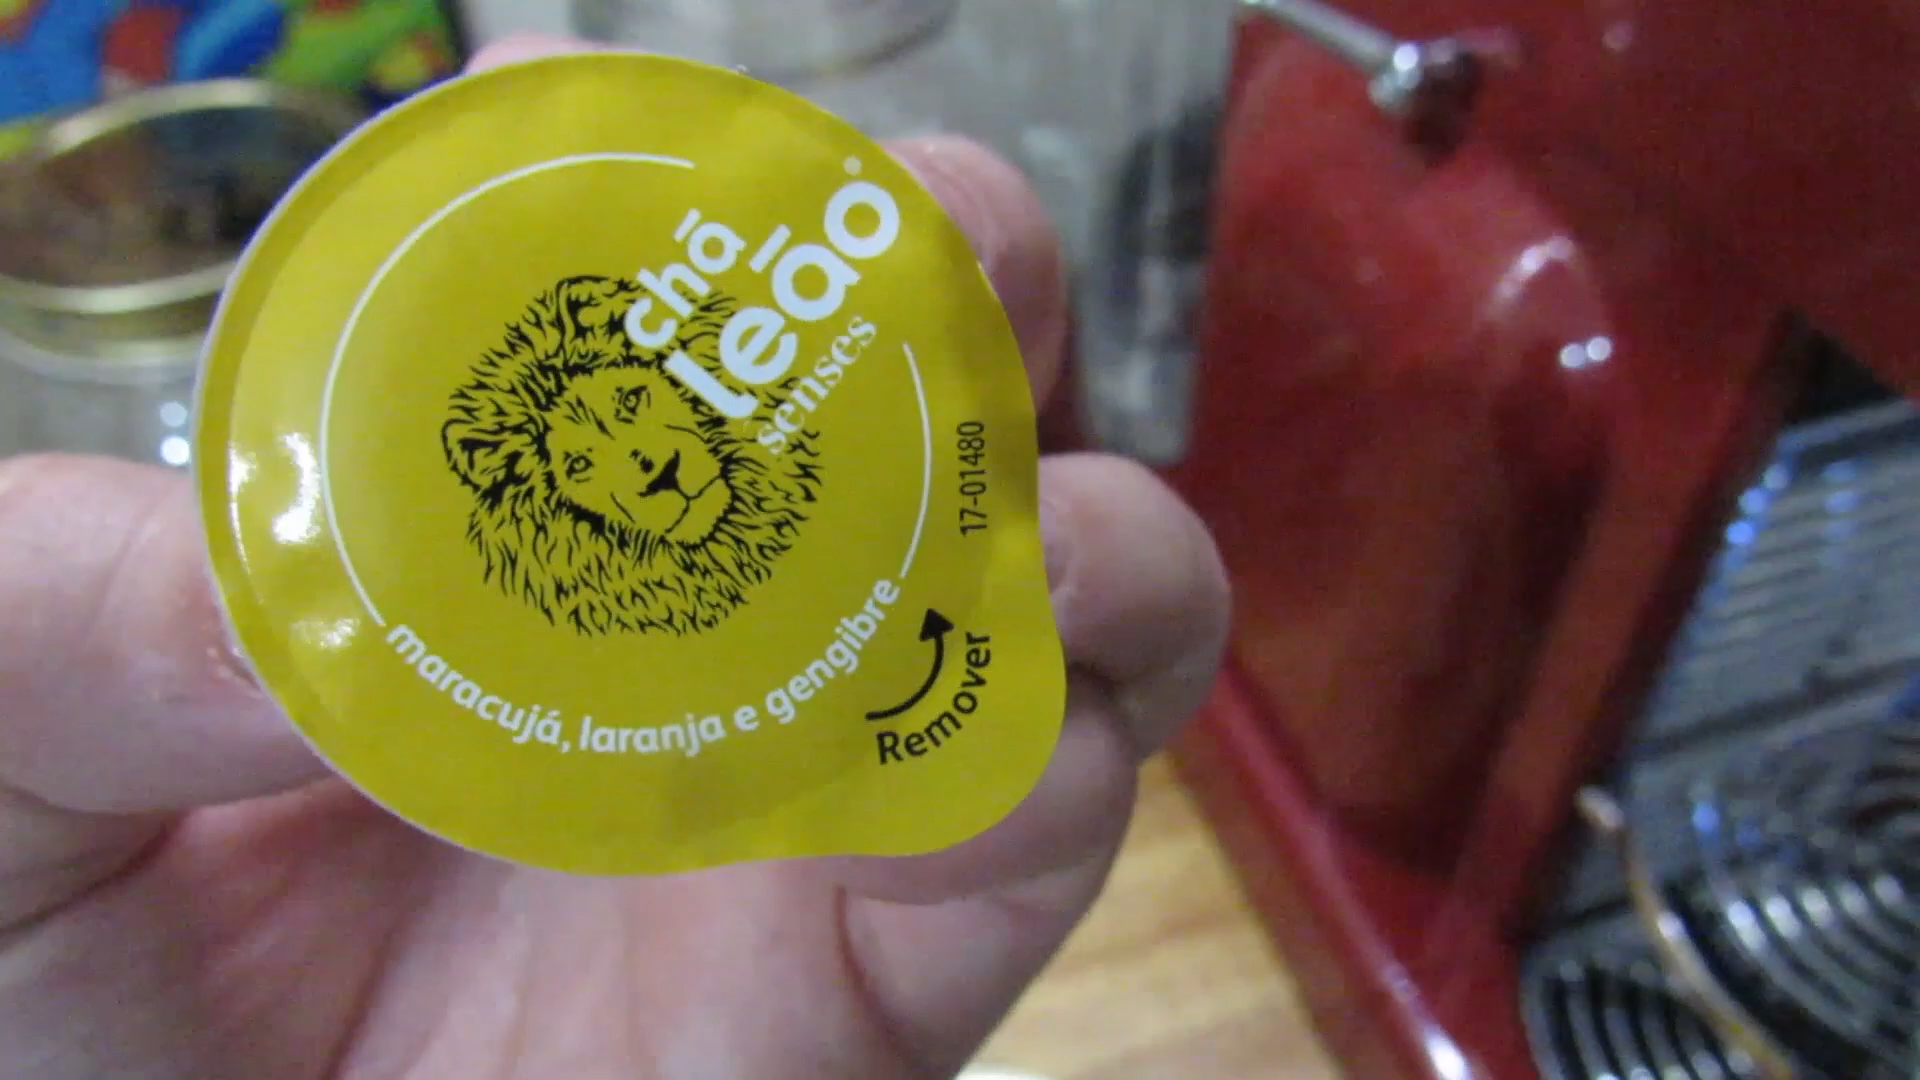 chá
leão
senses
maracujá, laranja e gengibre
Remover
17-01480